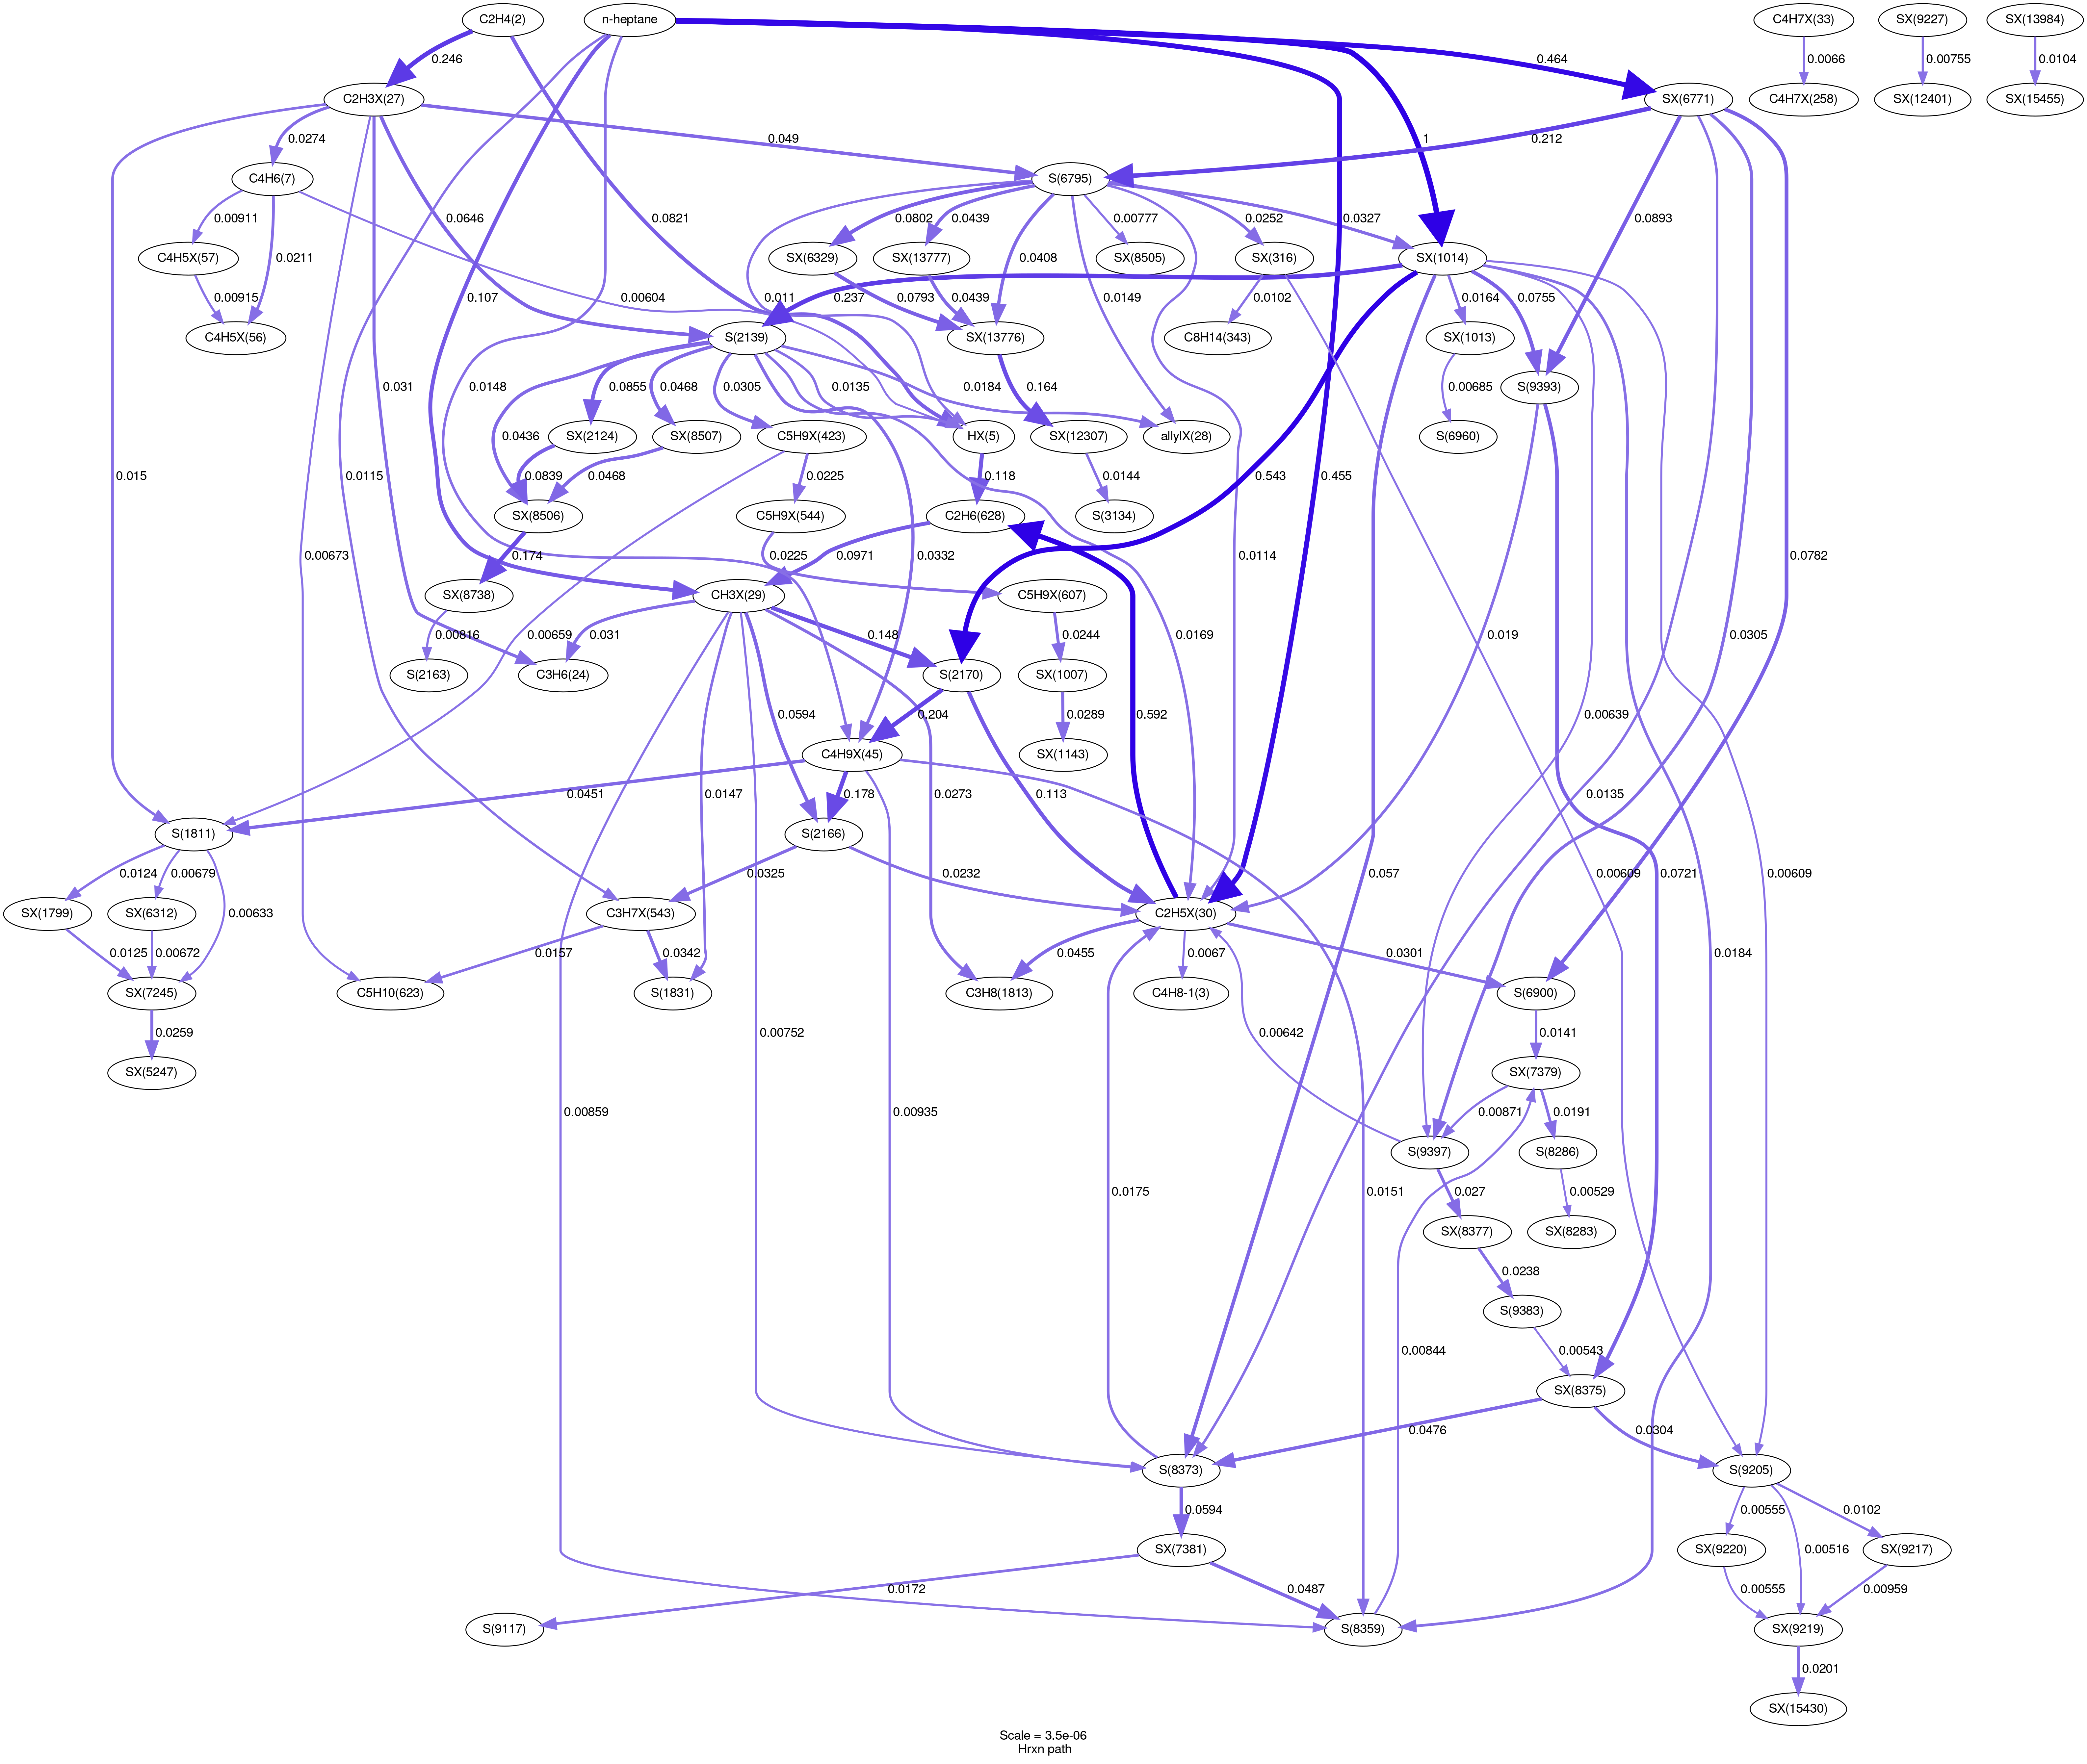 C2H4(2) n-heptane C4H7X(33) SX(9227) SX(13984)
0.246 0.464 0.0066 0.00755 0.0104
C2H3X(27) SX(6771) C4H7X(258) SX(12401) SX(15455)
0.0274 0.049 1 0.212
C4H6(7) S(6795)
0.00911 0.0646 0.0821 0.0802 0.0439 0.00777 0.0252 0.0327 0.0893
C4H5X(57) SX(6329) SX(13777) SX(8505) SX(316) SX(1014)
0.0211 0.0408
0.00915 0.107 0.00604 0.011 0.237 0.0793 0.0439 0.0149 0.0102 0.0164 0.0755
C4H5X(56) S(2139) SX(13776) C8H14(343) SX(1013) S(9393)
0.031 0.0148 0.0855 0.0468 0.0305 0.0135 0.0184 0.164 0.00685
0.0436 SX(2124) SX(8507) C5H9X(423) HX(5) SX(12307) allylX(28) S(6960)
0.015 0.0115 0.0839 0.0468 0.0225 0.118 0.0144 0.543 0.455
SX(8506) C5H9X(544) C2H6(628) S(3134)
0.00673 0.174 0.0971 0.0225 0.0332 0.0114 0.0782
SX(8738) CH3X(29) C5H9X(607)
0.00816 0.00659 0.031 0.148 0.0244 0.0169 0.019 0.0305
S(2163) C3H6(24) S(2170) SX(1007)
0.0594 0.204 0.592 0.0289 0.00639
C4H9X(45) SX(1143)
0.0451 0.0147 0.178 0.0273 0.113 0.0135
S(1811) S(2166)
0.0124 0.00679 0.00633 0.0325 0.0232 0.057 0.00609 0.0721 0.00609
SX(1799) SX(6312) C3H7X(543) C2H5X(30)
0.0125 0.00672 0.0157 0.0342 0.0455 0.0067 0.0301 0.0184
SX(7245) C5H10(623) S(1831) C3H8(1813) C4H8-1(3) S(6900)
0.0259 0.00752 0.00642 0.0141
SX(5247) SX(7379)
0.00859 0.00935 0.00871 0.0191
S(9397) S(8286)
0.0175 0.0151 0.027 0.00529
SX(8377) SX(8283)
0.0238
S(9383)
0.00844 0.00543
SX(8375)
0.0476 0.0304
S(8373) S(9205)
0.0594 0.00555 0.00516 0.0102
SX(7381) SX(9220) SX(9217)
0.0172 0.0487 0.00555 0.00959
S(9117) S(8359) SX(9219)
0.0201
SX(15430)
Scale = 3.5e-06
Hrxn path